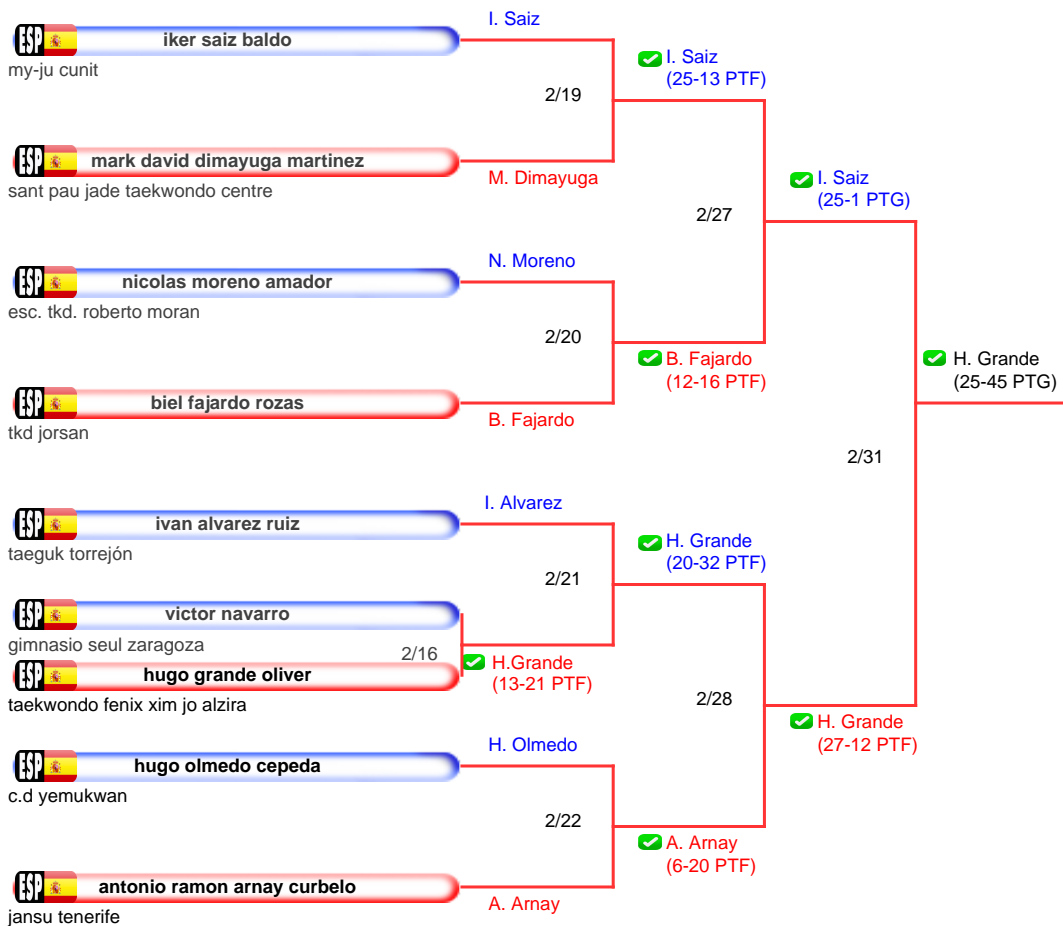 I. Saiz
ESP iker saiz baldo
my-ju cunit
I. Saiz
(25-13 PTF)
2/19
ESP mark david dimayuga martinez
sant pau jade taekwondo centre
M. Dimayuga
I. Saiz
(25-1 PTG)
2/27
N. Moreno
ESP nicolas moreno amador
esc. tkd. roberto moran
2/20
B. Fajardo
(12-16 PTF)
H. Grande
(25-45 PTG)
ESP biel fajardo rozas
tkd jorsan
B. Fajardo
2/31
I. Alvarez
ESP ivan alvarez ruiz
taeguk torrejón
H. Grande
(20-32 PTF)
2/21
ESP victor navarro
gimnasio seul zaragoza
2/16
H.Grande
(13-21 PTF)
ESP hugo grande oliver
taekwondo fenix xim jo alzira
2/28
H. Grande
(27-12 PTF)
H. Olmedo
ESP hugo olmedo cepeda
c.d yemukwan
2/22
A. Arnay
(6-20 PTF)
ESP antonio ramon arnay curbelo
jansu tenerife
A. Arnay